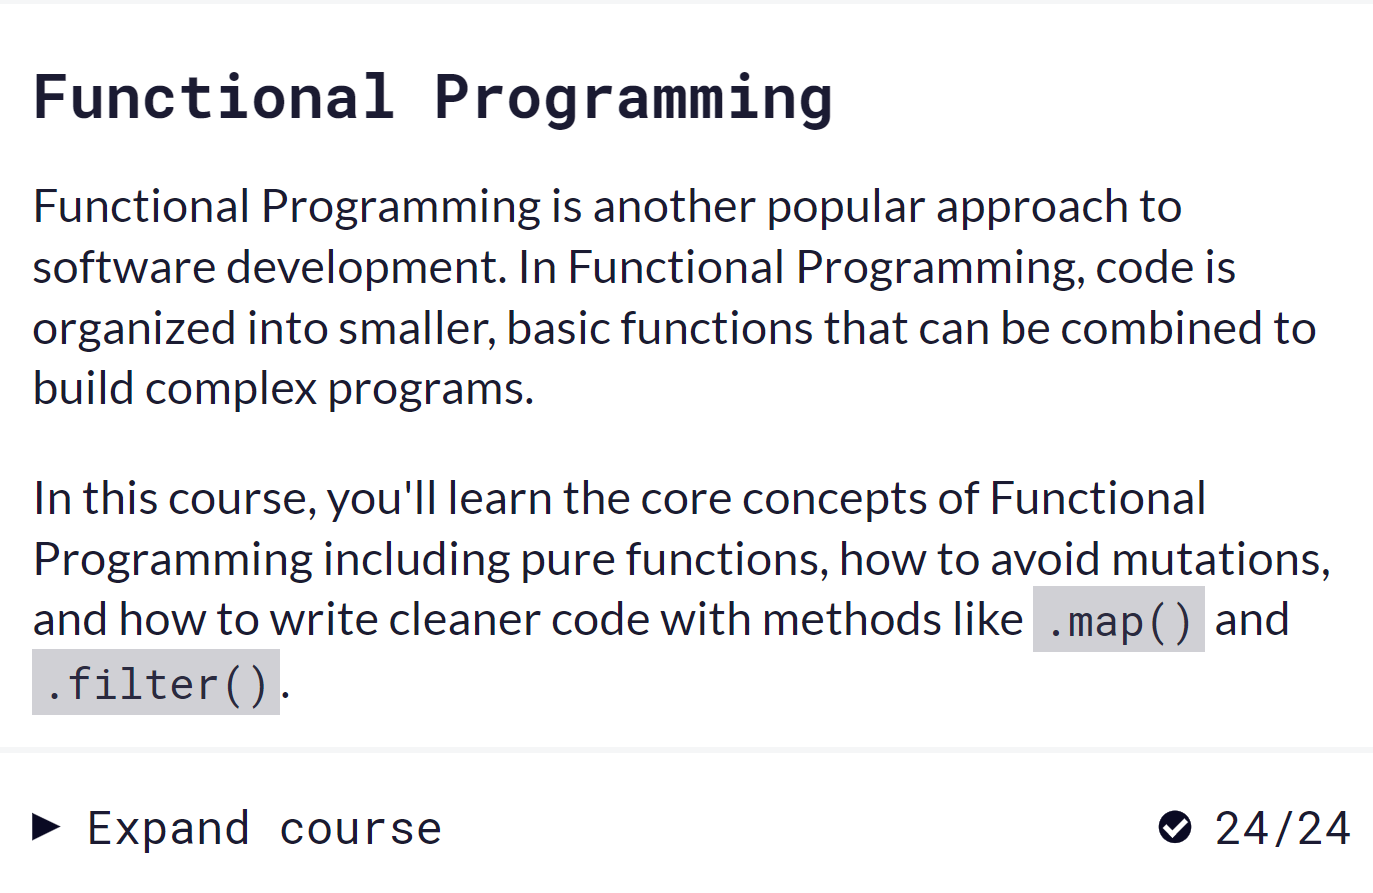 Functional Programming
Functional Programming is another popular approach to
software development. In Functional Programming, code is
organized into smaller, basic functions that can be combined to
build complex programs.
In this course, you'll learn the core concepts of Functional
Programming including pure functions, how to avoid mutations,
and how to write cleaner code with methods like .map() and
.filter().
Expand course 24/24